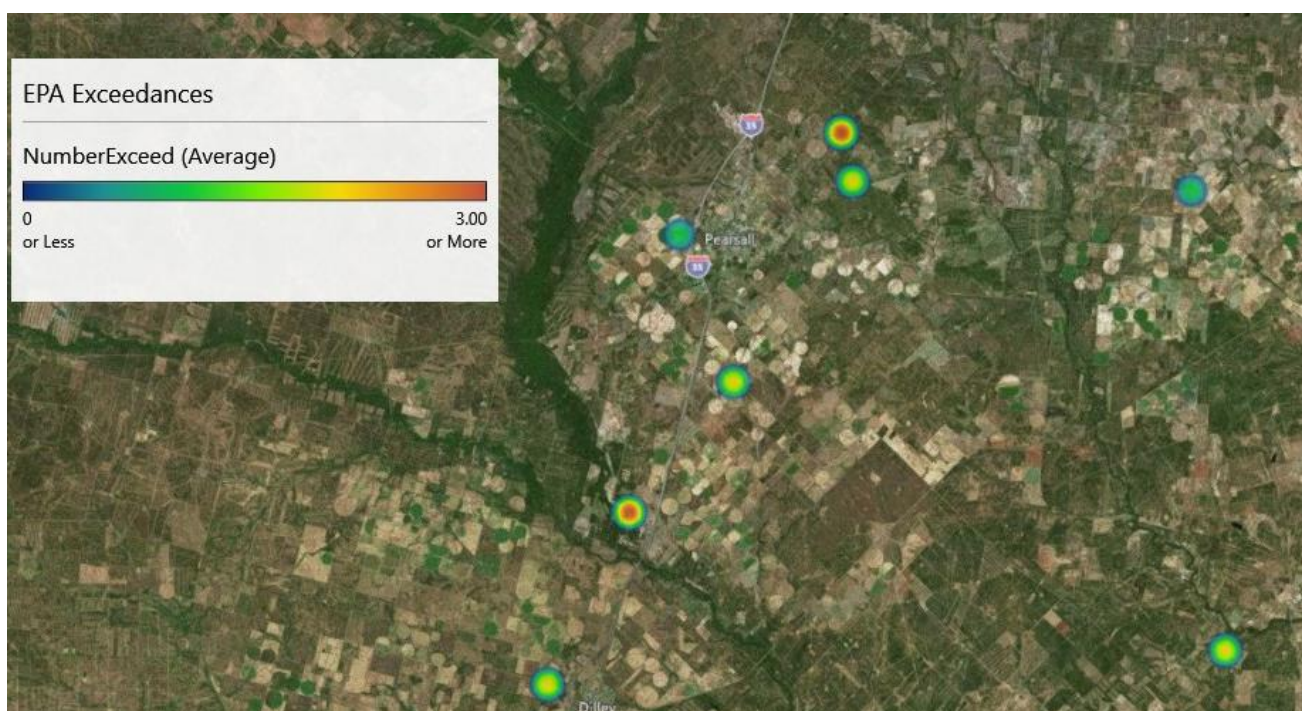 EPA Exceedances
NumberExceed (Average)
0
3.00
or Less
or More
35
Pearsall
35
Dilley